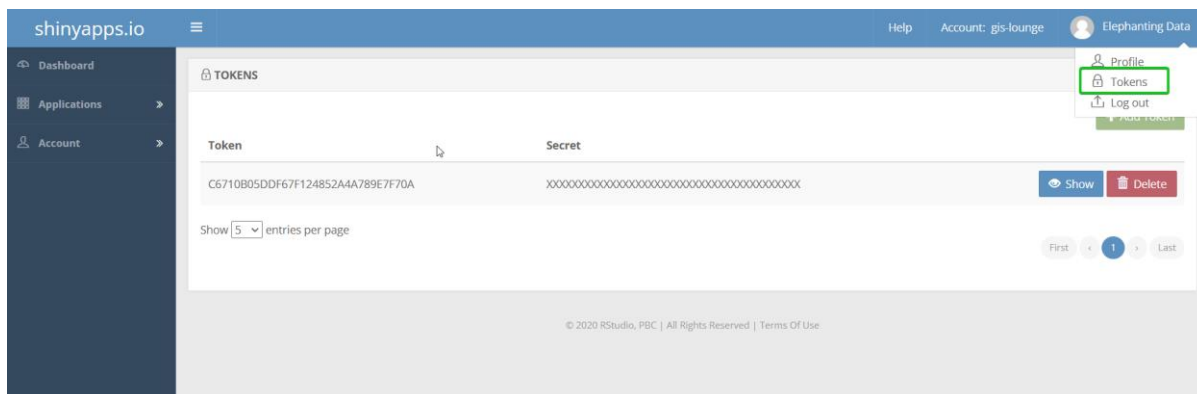 shinyapps.io
Help
Account: gis-lounge
Elephanting Data
Dashboard
Applications
Account
TOKENS
Profile
Tokens
Log out
Add Token
Token
Secret
C6710B05DDF67F124852A4A789E7F70A
XXXXXXXXXXXXXXXXXXXXXXXXXXXXXXXXXXXXXXXX
Show
Delete
Show 5 entries per page
First ‹ 1 › Last
© 2020 RStudio, PBC | All Rights Reserved | Terms Of Use